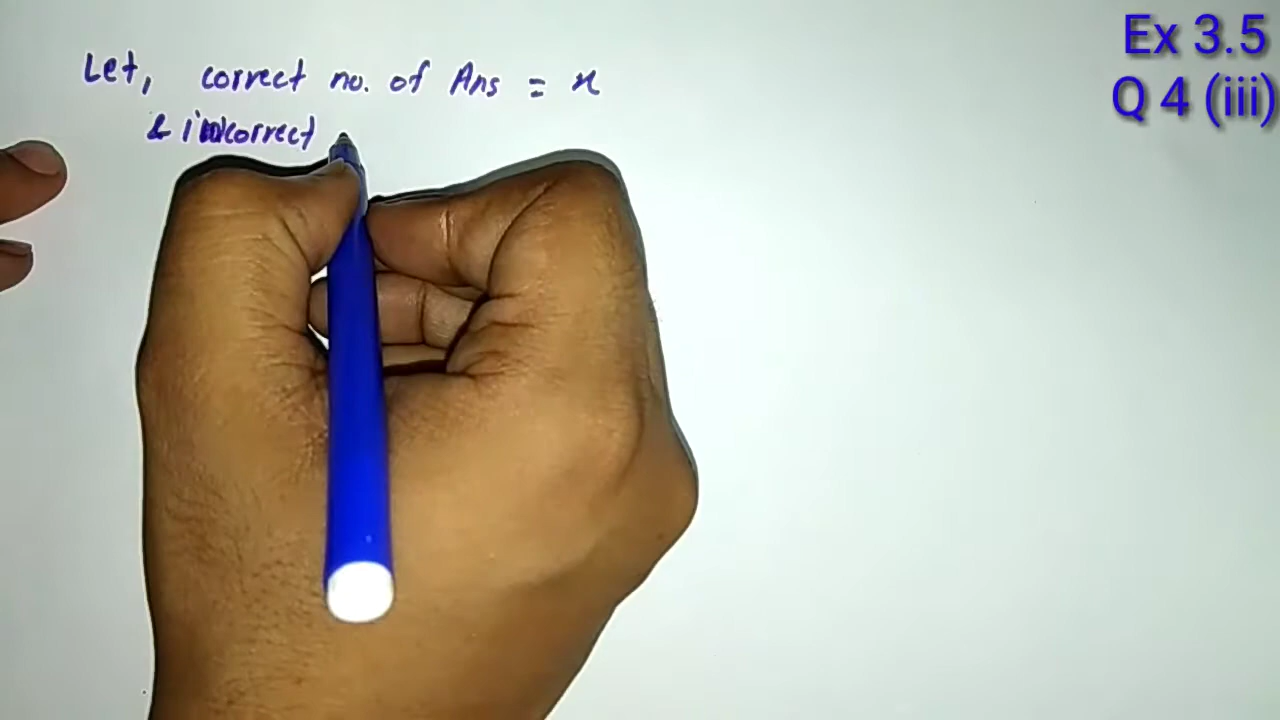 Let, correct no. of Ans = x
& incorrect
Ex 3.5
Q 4 (iii)